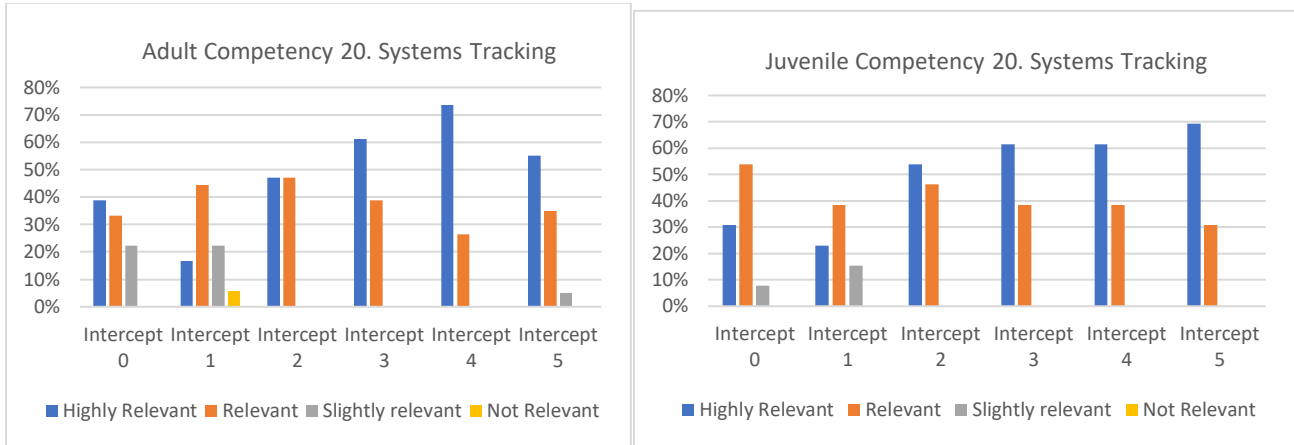 Adult Competency 20. Systems Tracking
80%
70%
60%
50%
40%
30%
20%
10%
0%
Intercept 0
Intercept 1
Intercept 2
Intercept 3
Intercept 4
Intercept 5
Highly Relevant Relevant Slightly relevant Not Relevant
Juvenile Competency 20. Systems Tracking
80%
70%
60%
50%
40%
30%
20%
10%
0%
Intercept 0
Intercept 1
Intercept 2
Intercept 3
Intercept 4
Intercept 5
Highly Relevant Relevant Slightly relevant Not Relevant